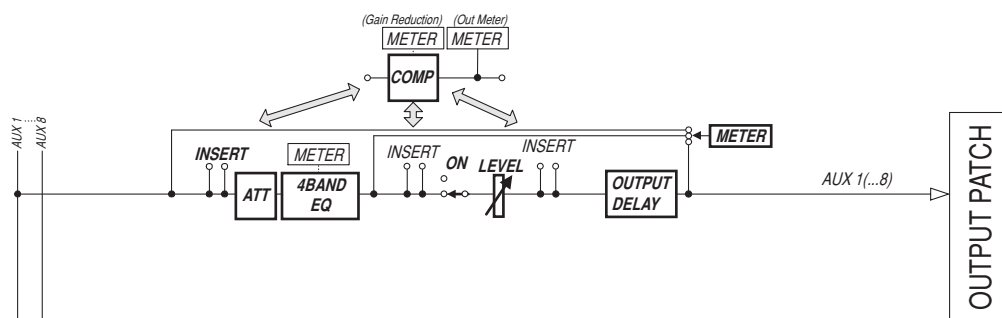 (Gain Reduction) (Out Meter)
METER METER
COMP
AUX 1
AUX 8
METER
INSERT METER INSERT ON LEVEL INSERT
ATT
4BAND
EQ
OUTPUT
DELAY
AUX 1(...8)
OUTPUT PATCH